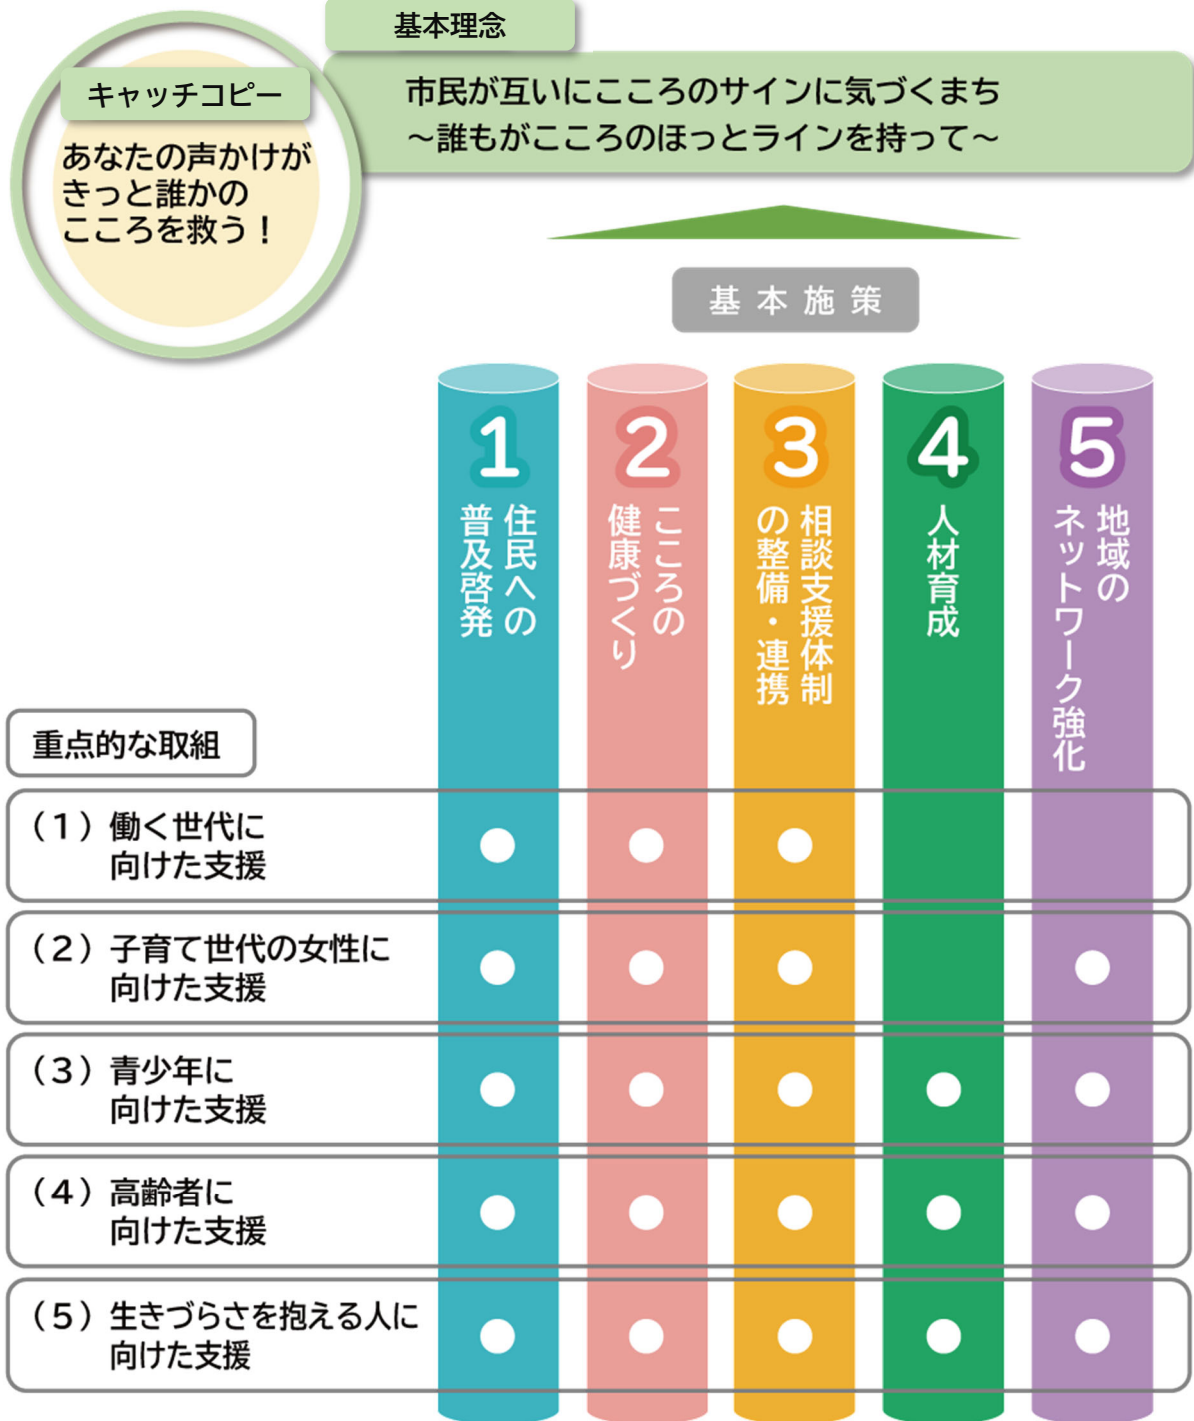 基本理念
キャッチコピー
あなたの声かけが
きっと誰かの
こころを救う！
市民が互いにこころのサインに気づくまち
～誰もがこころのほっとラインを持って～
基本施策
1
住民への
普及啓発
2
こころの
健康づくり
3
相談支援体制
の整備・連携
4
人材育成
5
地域の
ネットワーク強化
重点的な取組
（1）働く世代に
向けた支援
（2）子育て世代の女性に
向けた支援
（3）青少年に
向けた支援
（4）高齢者に
向けた支援
（5）生きづらさを抱える人に
向けた支援